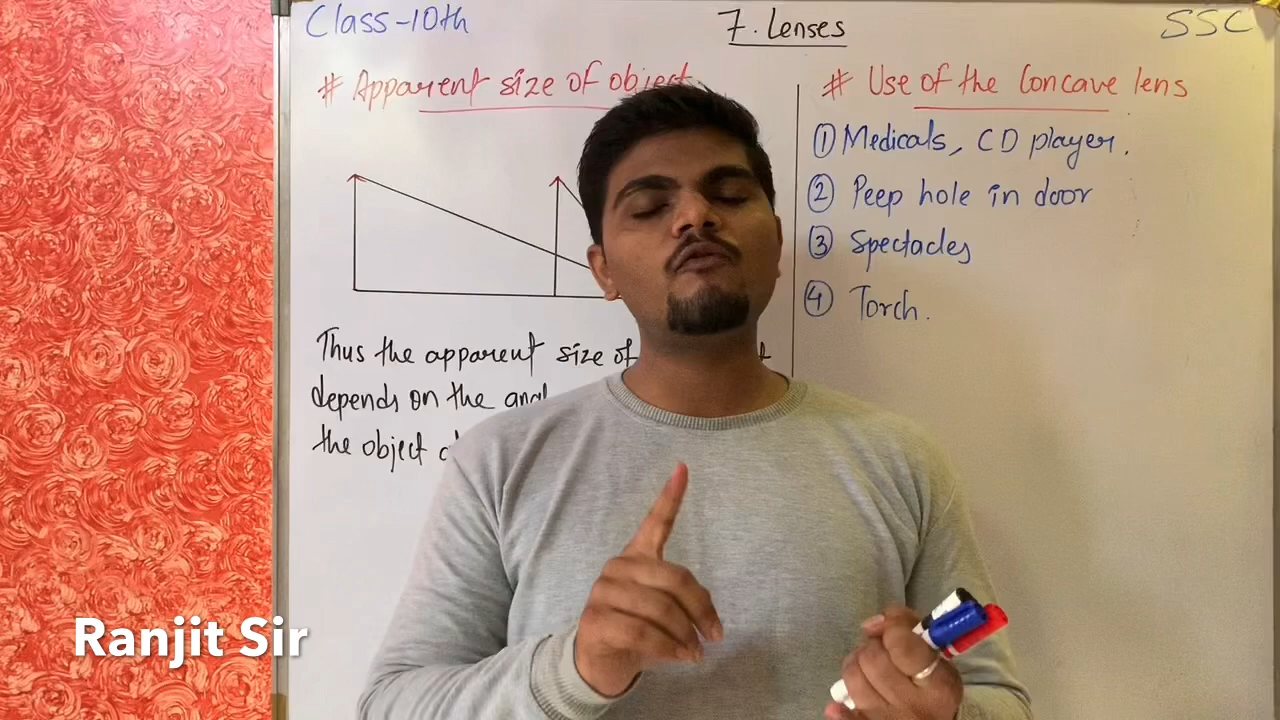 Class-10th
7. Lenses
SSC
# Apparent size of object
Thus the apparent size of
depends on the
the object
# Use of the Concave lens
① Medicals, CD player.
② Peep hole in door
③ Spectacles
④ Torch.
Ranjit Sir